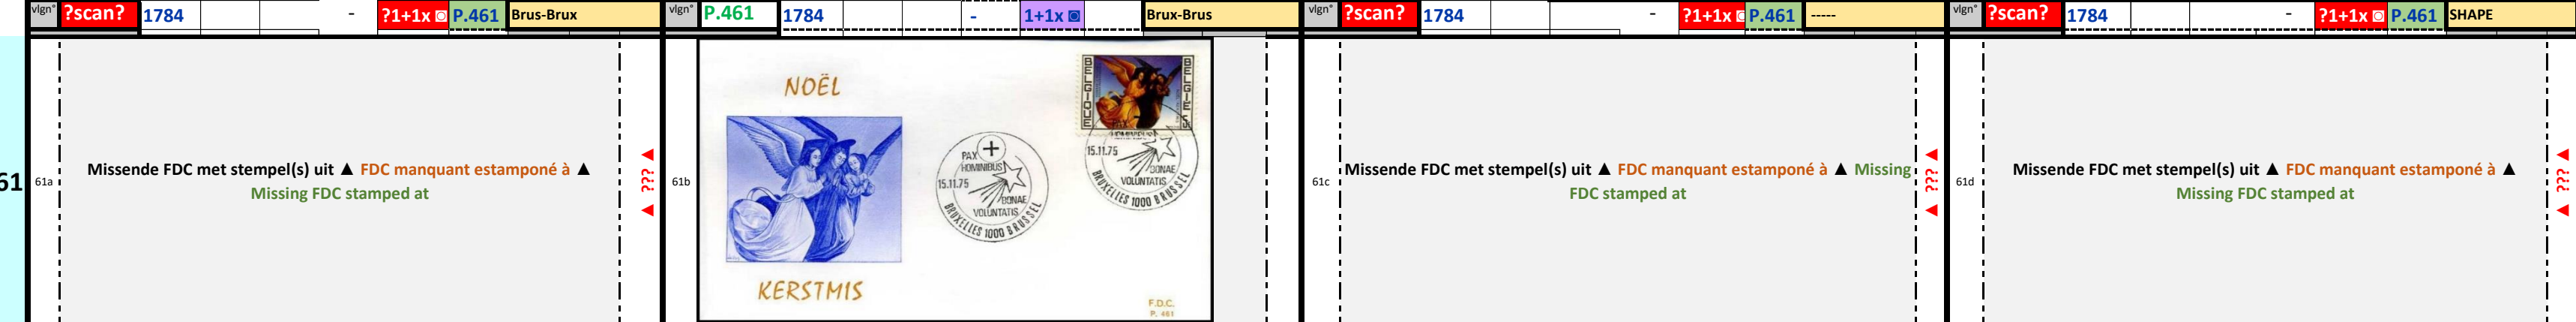 vlgn° ?scan? 1784 - ?1+1x ◙ P.461 Brus-Brux
vlgn° P.461 1784 - 1+1x ◙ Brux-Brus
vlgn° ?scan? 1784 - ?1+1x ◙ P.461 -----
vlgn° ?scan? 1784 - ?1+1x ◙ P.461 SHAPE
61
61a
Missende FDC met stempel(s) uit ▲ FDC manquant estamponé à ▲
Missing FDC stamped at
◄ ??? ◄
61b
NOËL
KERSTMIS
PAX
HOMINIBUS
15.11.75
BONAE
VOLUNTATIS
BRUXELLES 1000 BRUSSEL
BELGIQUE
BELGIË
5F
15.11.75
BONAE
VOLUNTATIS
BRUXELLES 1000 BRUSSEL
F.D.C.
P. 461
61c
Missende FDC met stempel(s) uit ▲ FDC manquant estamponé à ▲ Missing
FDC stamped at
◄ ??? ◄
61d
Missende FDC met stempel(s) uit ▲ FDC manquant estamponé à ▲
Missing FDC stamped at
◄ ??? ◄